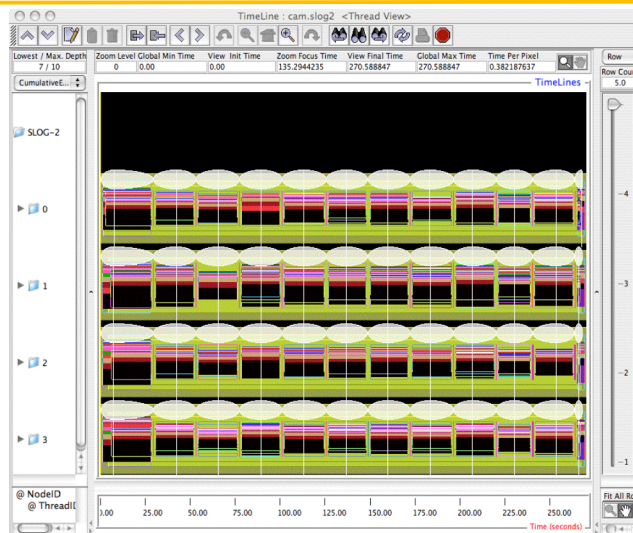 TimeLine : cam.slog2 <Thread View>
Lowest / Max. Depth
7 / 10
Zoom Level Global Min Time View Init Time Zoom Focus Time View Final Time Global Max Time Time Per Pixel
0 0.00 0.00 135.2944235 270.588847 270.588847 0.382187637
Row
Row Coun
5.0
CumulativeE...
TimeLines
SLOG-2
0
1
2
3
4
3
2
1
@ NodeID
@ ThreadI
0.00 25.00 50.00 75.00 100.00 125.00 150.00 175.00 200.00 225.00 250.00
Time (seconds)
Fit All Ro